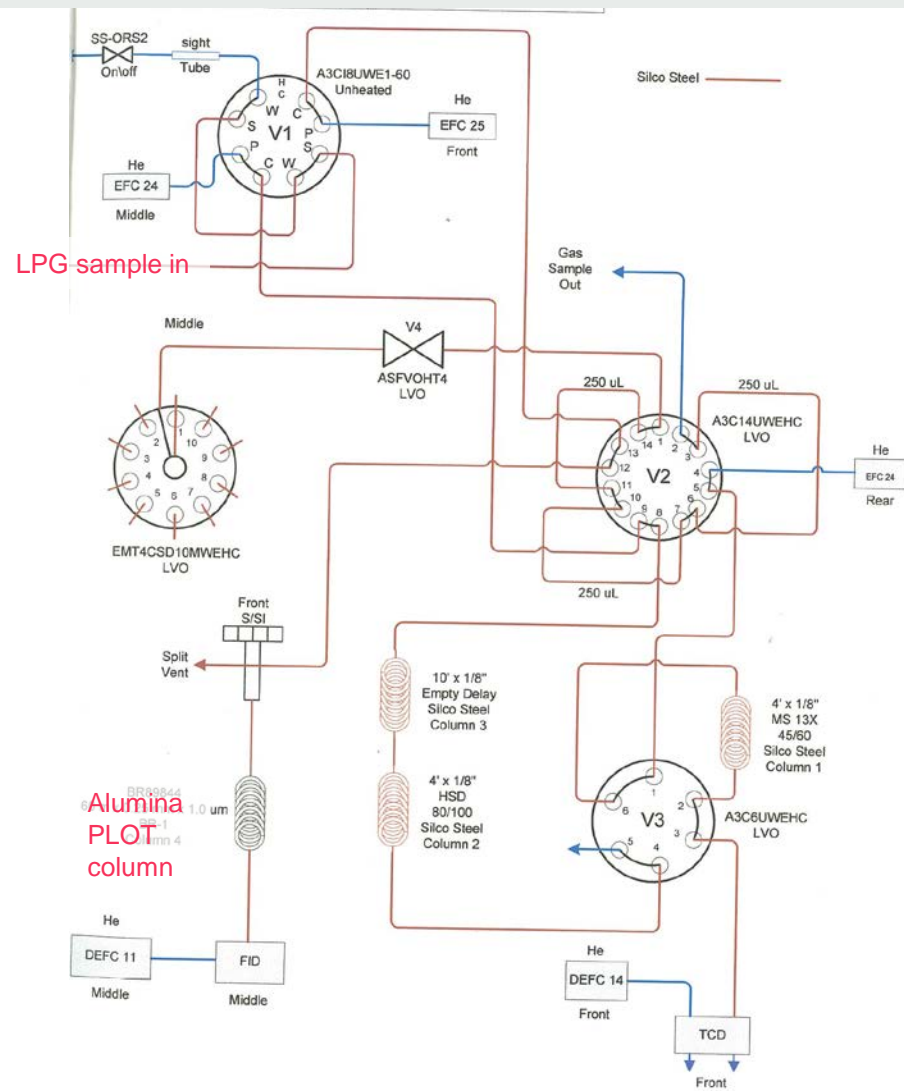 SS-ORS2
On\off
sight
Tube
A3CI8UWE1-60
Unheated
Silco Steel
H
C
W
C
S
P
P
S
C
W
V1
He
EFC 25
Front
He
EFC 24
Middle
LPG sample in
Gas
Sample
Out
Middle
V4
ASFVOHT4
LVO
250 uL
250 uL
A3C14UWEHC
LVO
14
1
2
3
4
5
6
7
8
9
10
11
12
13
V2
He
EFC 24
Rear
1
2
3
4
5
6
7
8
9
10
EMT4CSD10MWEHC
LVO
250 uL
Front
S/SI
Split
Vent
10' x 1/8"
Empty Delay
Silco Steel
Column 3
4' x 1/8"
MS 13X
45/60
Silco Steel
Column 1
4' x 1/8"
HSD
80/100
Silco Steel
Column 2
1
2
3
4
5
6
V3
A3C6UWEHC
LVO
BR89844
1.0 um
BR-1
Column 4
Alumina
PLOT
column
He
DEFC 11
Middle
FID
Middle
He
DEFC 14
Front
TCD
Front